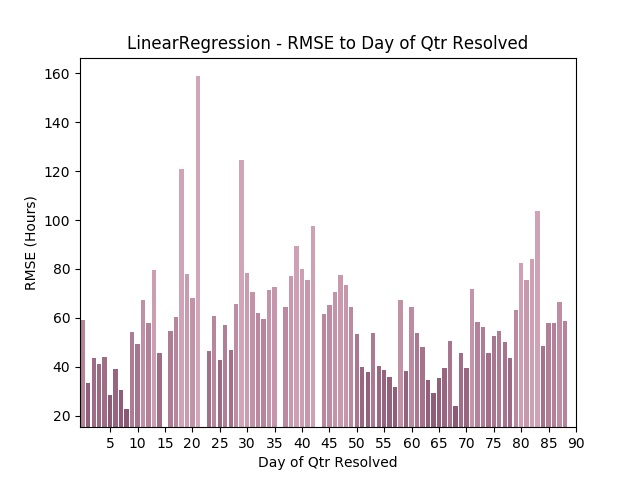 LinearRegression - RMSE to Day of Qtr Resolved
RMSE (Hours)
160
140
120
100
80
60
40
20
5 10 15 20 25 30 35 40 45 50 55 60 65 70 75 80 85 90
Day of Qtr Resolved